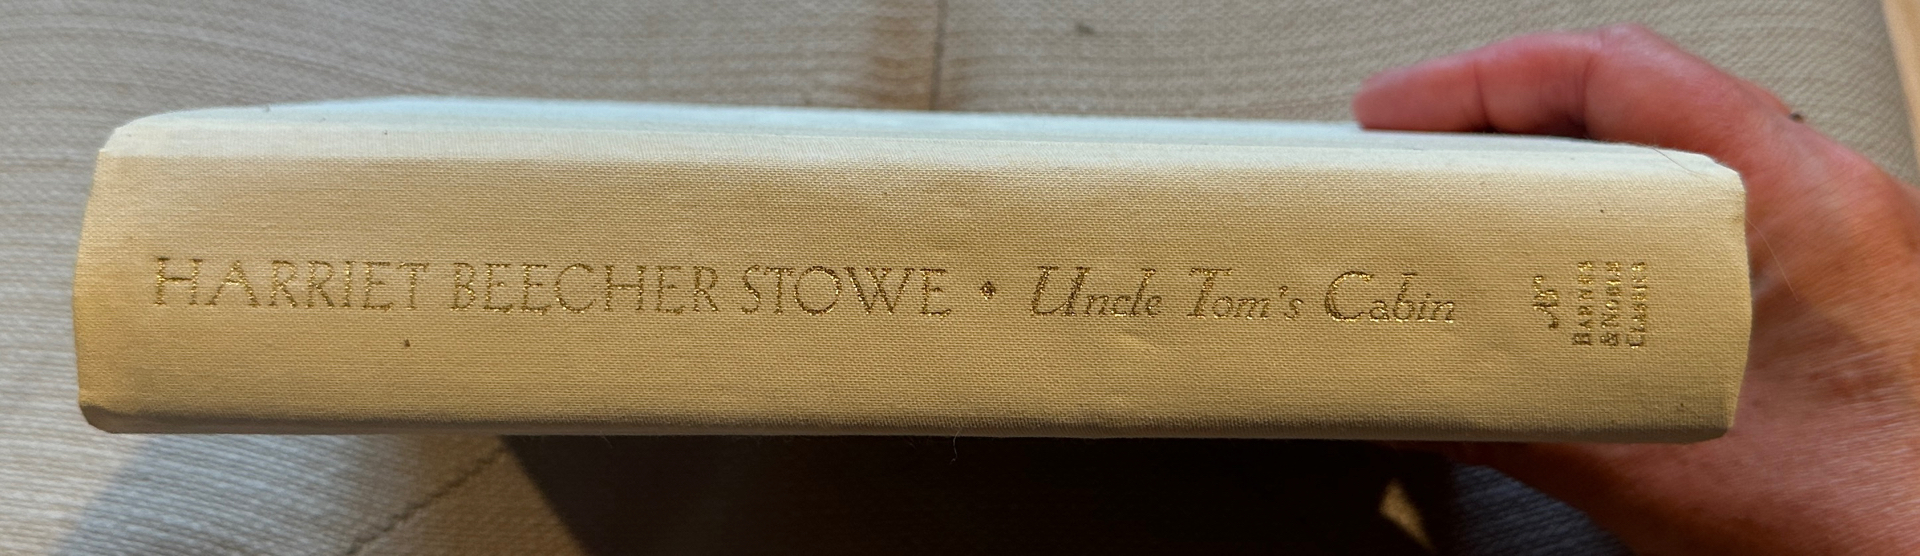 HARRIET BEECHER STOWE • Uncle Tom's Cabin
BARNES
&NOBLE
CLASSICS